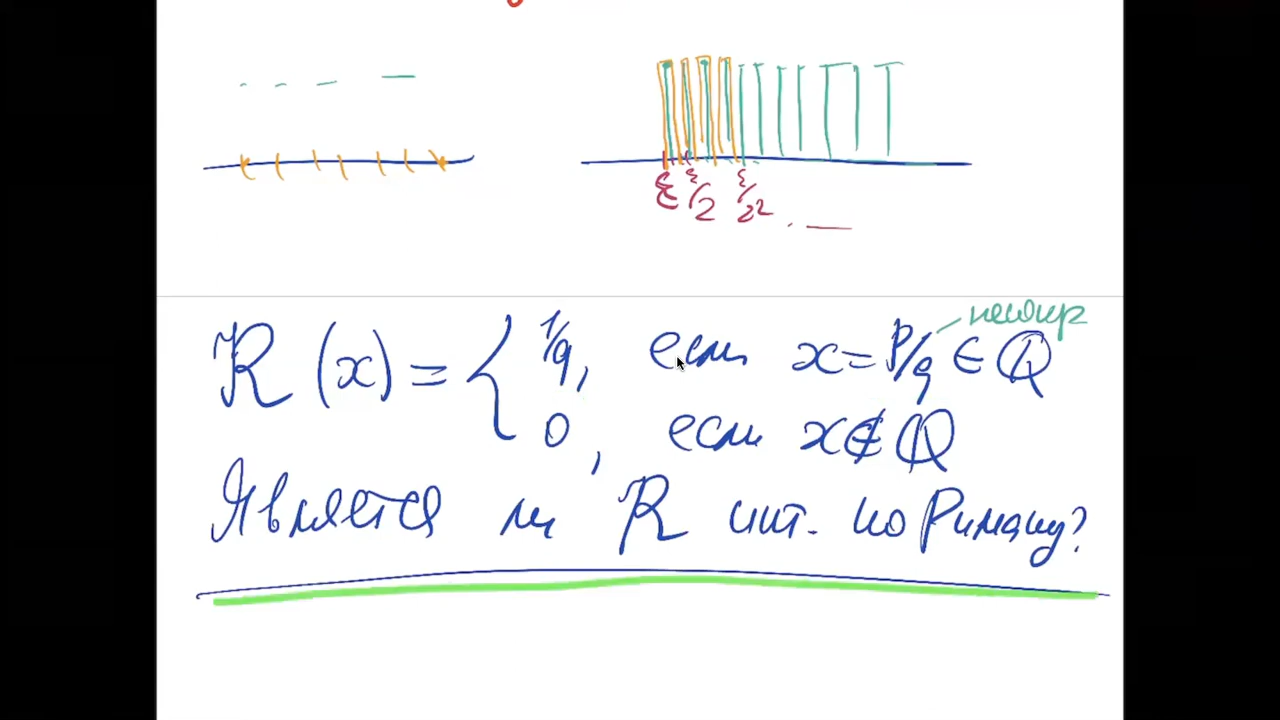 ξ ξ/2 ξ/2²
несокр
R(x) = { 1/q, если x = p/q ∈ ℚ
0, если x ∉ ℚ
Является ли R инт. по Риману?